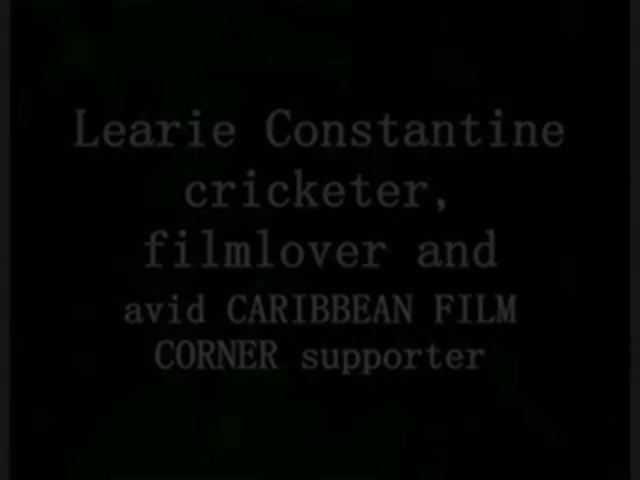 Learie Constantine
cricketer,
filmlover and
avid CARIBBEAN FILM
CORNER supporter